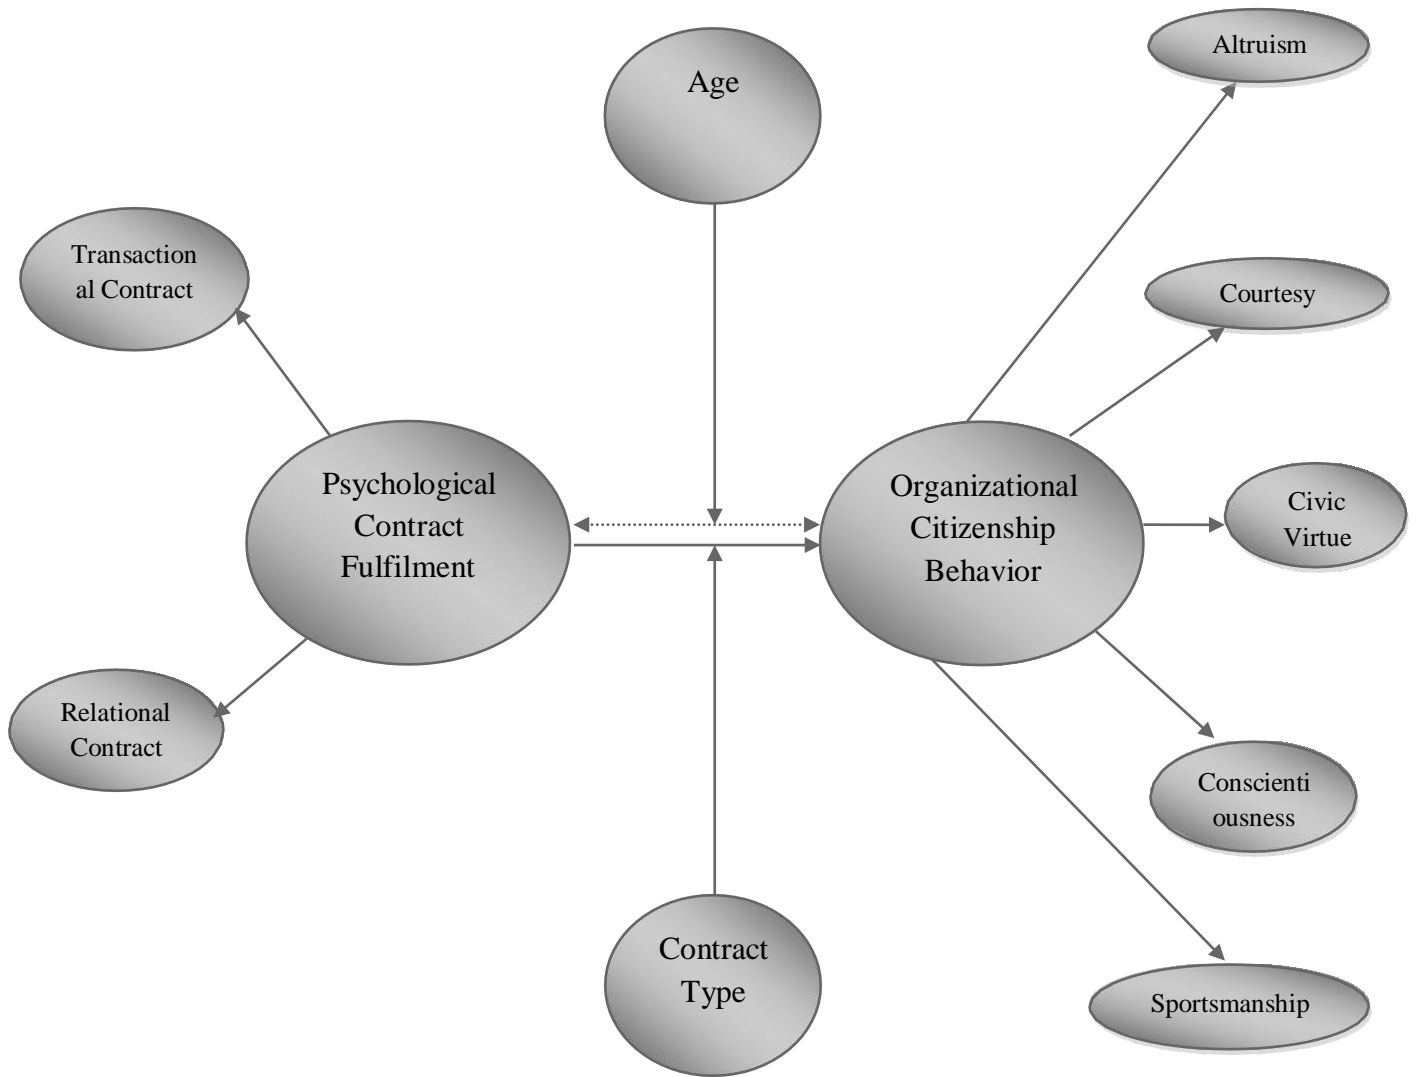 Altruism
Age
Transaction
al Contract
Courtesy
Psychological
Contract
Fulfilment
Organizational
Citizenship
Behavior
Civic
Virtue
Relational
Contract
Conscienti
ousness
Contract
Type
Sportsmanship